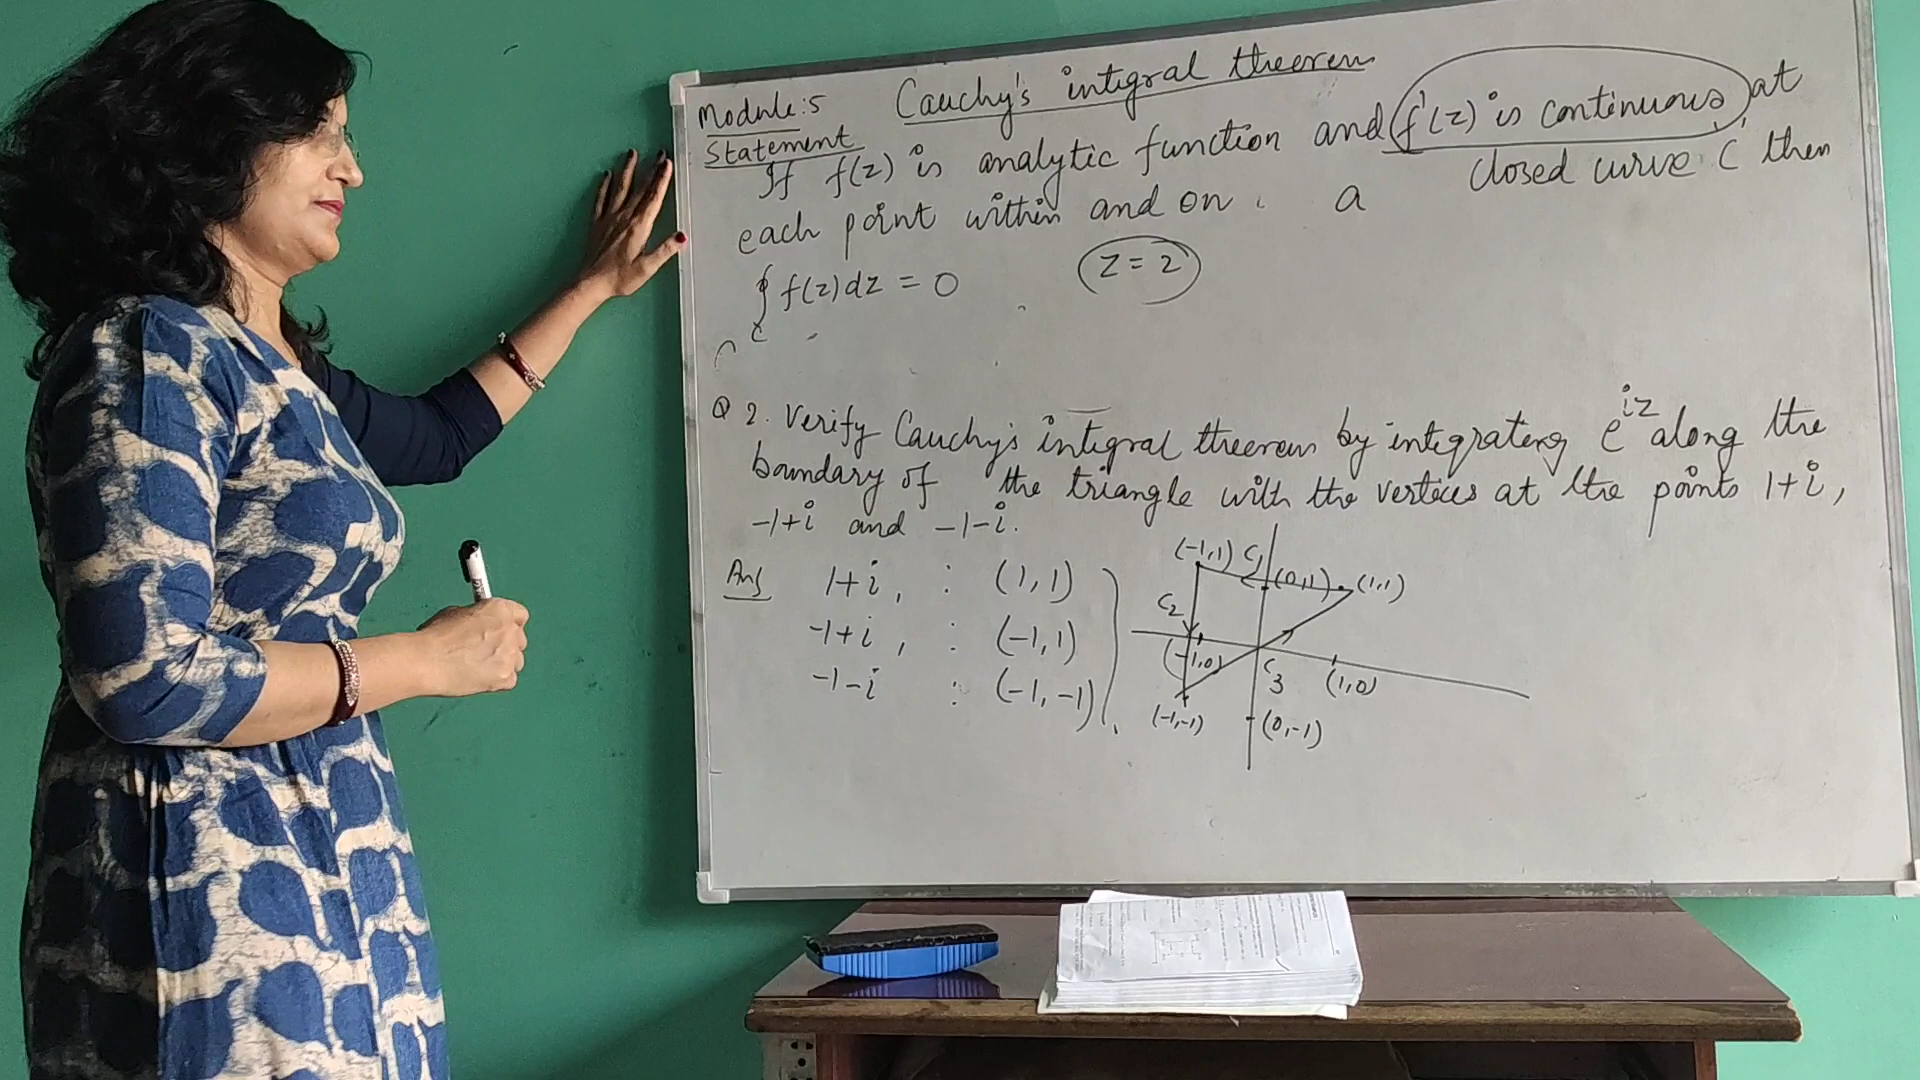 Module:5 Cauchy's integral theorem
Statement
If f(z) is analytic function and f'(z) is continuous at
each point within and on a closed curve 'C' then
∮ f(z)dz = 0
C
z = 2
Q 2. Verify Cauchy's integral theorem by integrateng e^{iz} along the
boundary of the triangle with the vertices at the points 1+i,
-1+i and -1-i.
Ans 1+i, : (1,1)
-1+i, : (-1,1)
-1-i : (-1,-1)
(-1,1) C1 (0,1) (1,1)
C2
(-1,0) C3 (1,0)
(-1,-1) (0,-1)